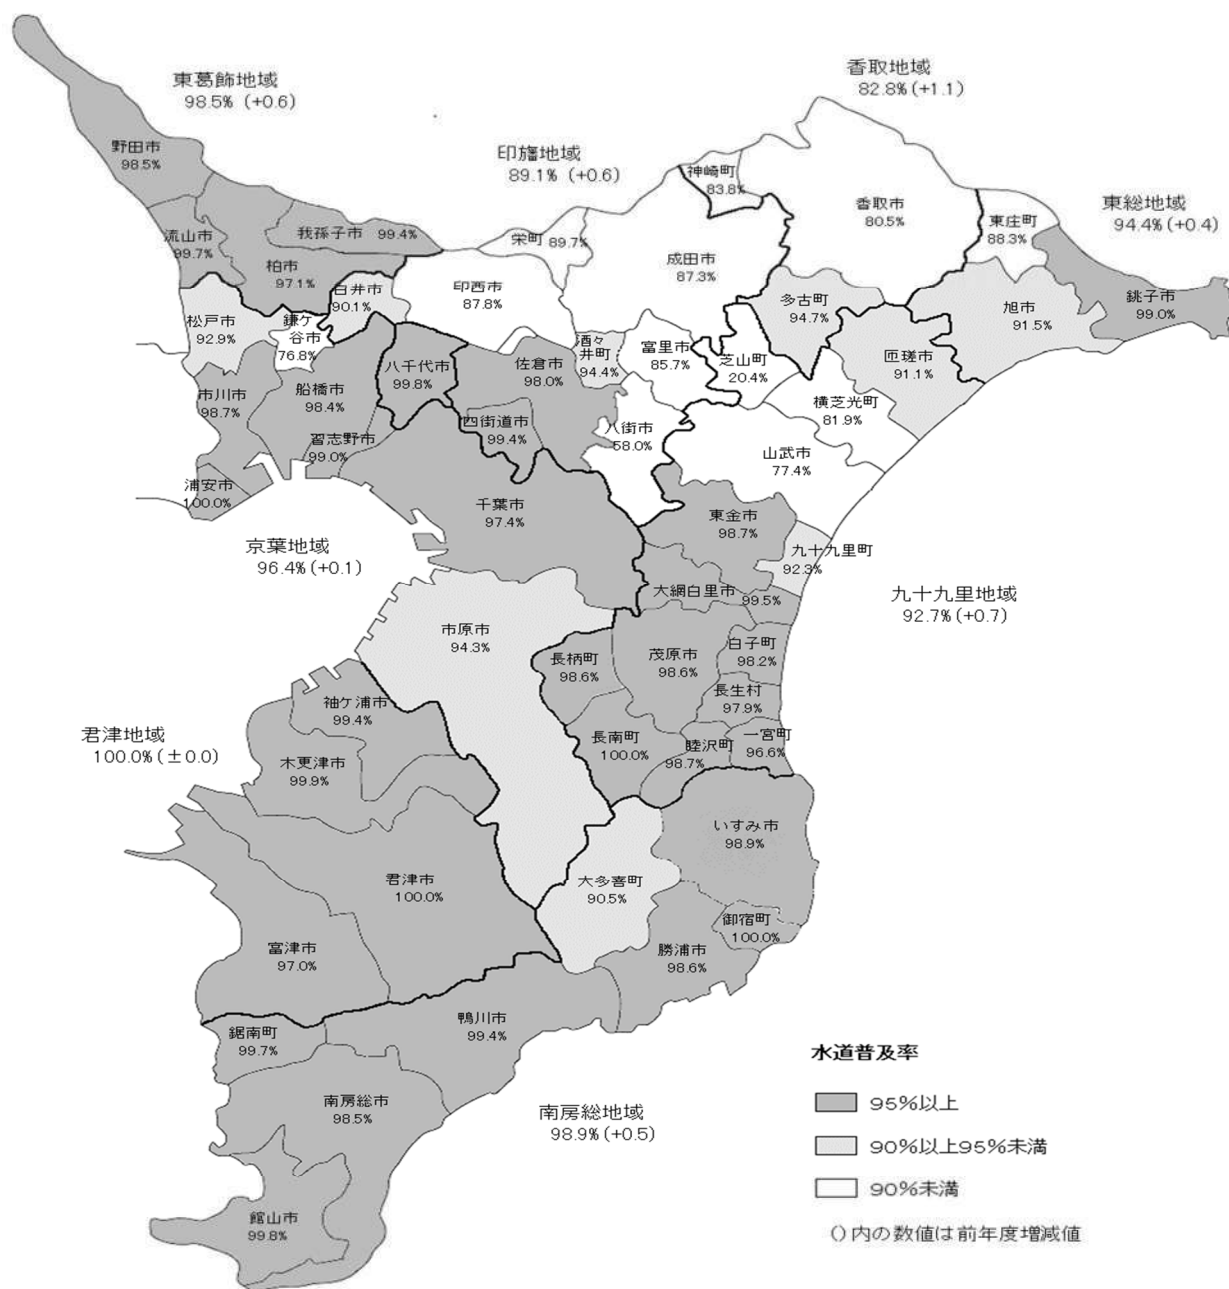 東葛飾地域
98.5% (+0.6)
香取地域
82.8% (+1.1)
印旛地域
89.1% (+0.6)
東総地域
94.4% (+0.4)
野田市
98.5%
流山市
99.7%
我孫子市 99.4%
柏市
97.1%
白井市
90.1%
印西市
87.8%
栄町 89.7%
成田市
87.3%
神崎町
83.8%
香取市
80.5%
東庄町
88.3%
銚子市
99.0%
旭市
91.5%
多古町
94.7%
匝瑳市
91.1%
松戸市
92.9%
鎌ケ
谷市
76.8%
市川市
98.7%
船橋市
98.4%
八千代市
99.8%
佐倉市
98.0%
酒々
井町
94.4%
富里市
85.7%
芝山町
20.4%
横芝光町
81.9%
習志野市
99.0%
四街道市
99.4%
八街市
58.0%
山武市
77.4%
浦安市
100.0%
千葉市
97.4%
東金市
98.7%
九十九里町
92.3%
京葉地域
96.4% (+0.1)
九十九里地域
92.7% (+0.7)
大網白里市 99.5%
市原市
94.3%
長柄町
98.6%
茂原市
98.6%
白子町
98.2%
長生村
97.9%
袖ケ浦市
99.4%
長南町
100.0%
睦沢町
98.7%
一宮町
96.6%
君津地域
100.0% (±0.0)
木更津市
99.9%
いすみ市
98.9%
君津市
100.0%
大多喜町
90.5%
御宿町
100.0%
富津市
97.0%
勝浦市
98.6%
鋸南町
99.7%
鴨川市
99.4%
南房総市
98.5%
南房総地域
98.9% (+0.5)
館山市
99.8%
水道普及率
95%以上
90%以上95%未満
90%未満
()内の数値は前年度増減値